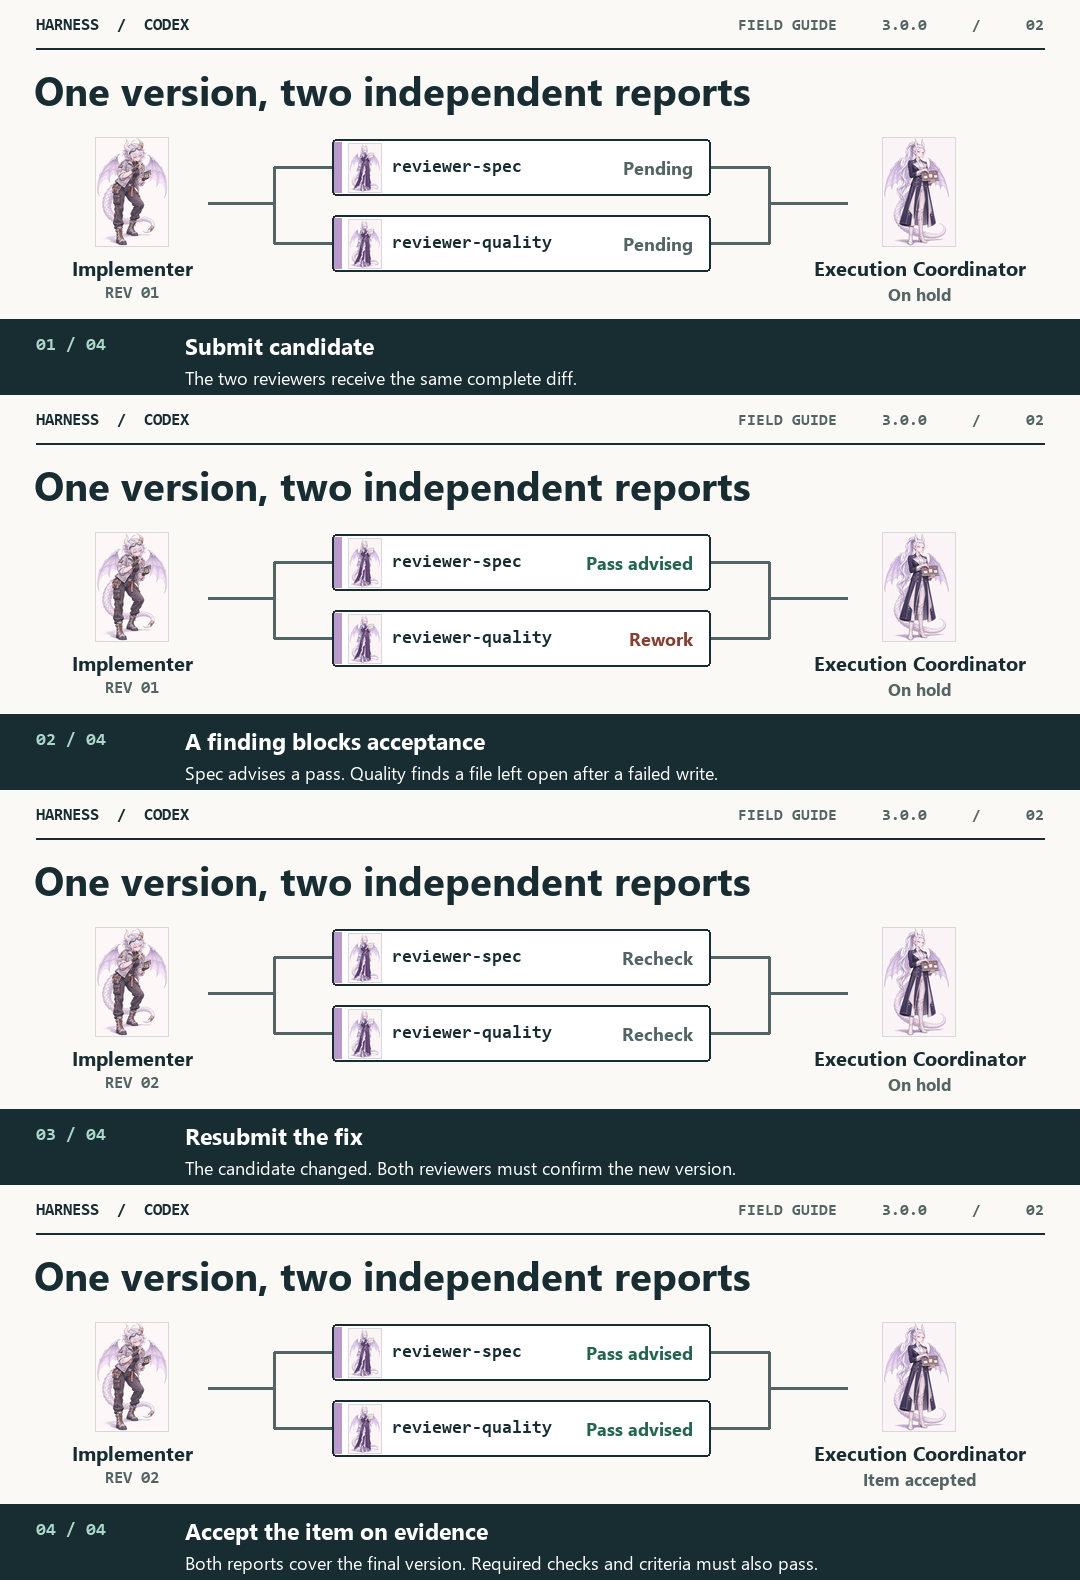 HARNESS / CODEX FIELD GUIDE 3.0.0 / 02
One version, two independent reports
reviewer-spec Pending
reviewer-quality Pending
Implementer
REV 01
Execution Coordinator
On hold
01 / 04 Submit candidate
The two reviewers receive the same complete diff.
HARNESS / CODEX FIELD GUIDE 3.0.0 / 02
One version, two independent reports
reviewer-spec Pass advised
reviewer-quality Rework
Implementer
REV 01
Execution Coordinator
On hold
02 / 04 A finding blocks acceptance
Spec advises a pass. Quality finds a file left open after a failed write.
HARNESS / CODEX FIELD GUIDE 3.0.0 / 02
One version, two independent reports
reviewer-spec Recheck
reviewer-quality Recheck
Implementer
REV 02
Execution Coordinator
On hold
03 / 04 Resubmit the fix
The candidate changed. Both reviewers must confirm the new version.
HARNESS / CODEX FIELD GUIDE 3.0.0 / 02
One version, two independent reports
reviewer-spec Pass advised
reviewer-quality Pass advised
Implementer
REV 02
Execution Coordinator
Item accepted
04 / 04 Accept the item on evidence
Both reports cover the final version. Required checks and criteria must also pass.